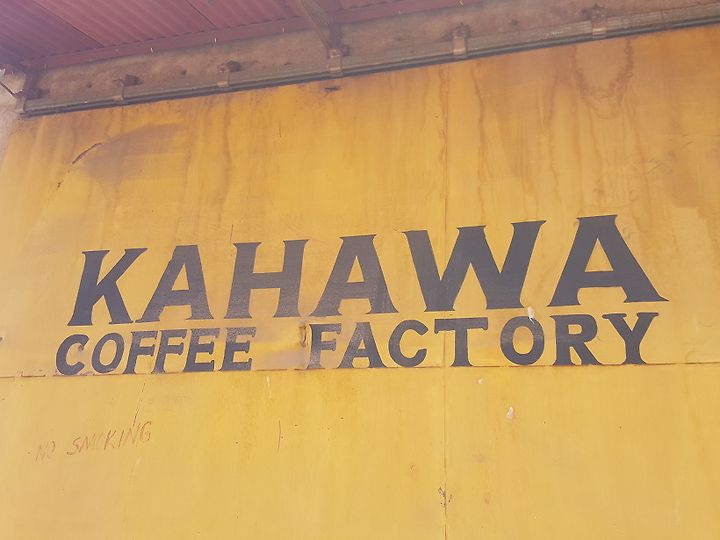 KAHAWA
COFFEE FACTORY
NO SMOKING